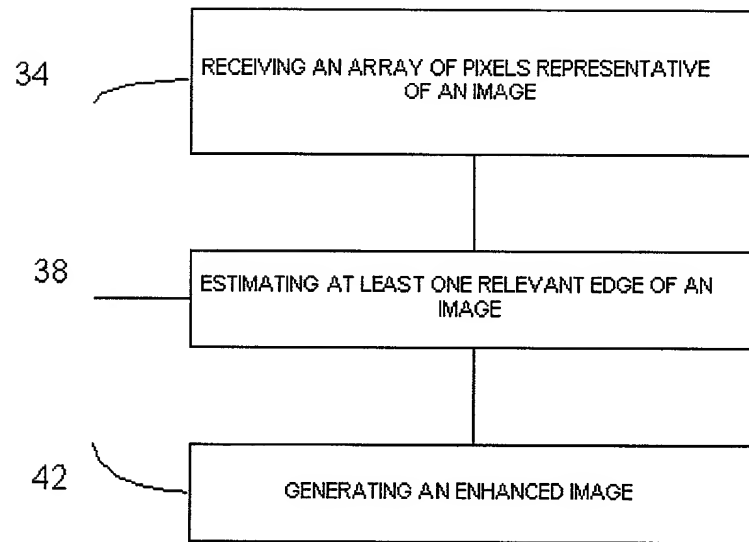 34
RECEIVING AN ARRAY OF PIXELS REPRESENTATIVE
OF AN IMAGE
38
ESTIMATING AT LEAST ONE RELEVANT EDGE OF AN
IMAGE
42
GENERATING AN ENHANCED IMAGE